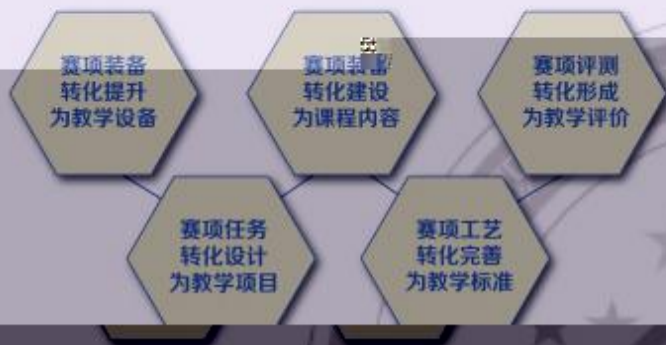 赛项装备
转化提升
为教学设备
赛项装备
转化建设
为课程内容
赛项评测
转化形成
为教学评价
赛项任务
转化设计
为教学项目
赛项工艺
转化完善
为教学标准